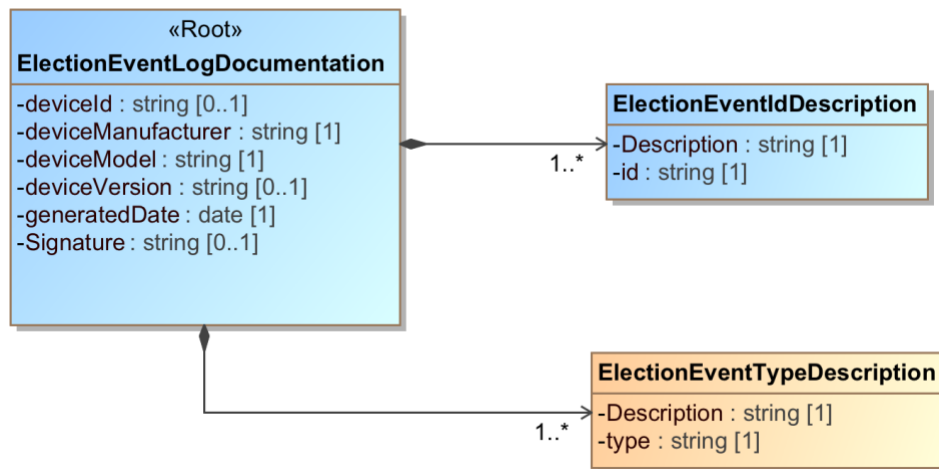 «Root»
ElectionEventLogDocumentation
-deviceId : string [0..1]
-deviceManufacturer : string [1]
-deviceModel : string [1]
-deviceVersion : string [0..1]
-generatedDate : date [1]
-Signature : string [0..1]
1..*
ElectionEventIdDescription
-Description : string [1]
-id : string [1]
1..*
ElectionEventTypeDescription
-Description : string [1]
-type : string [1]